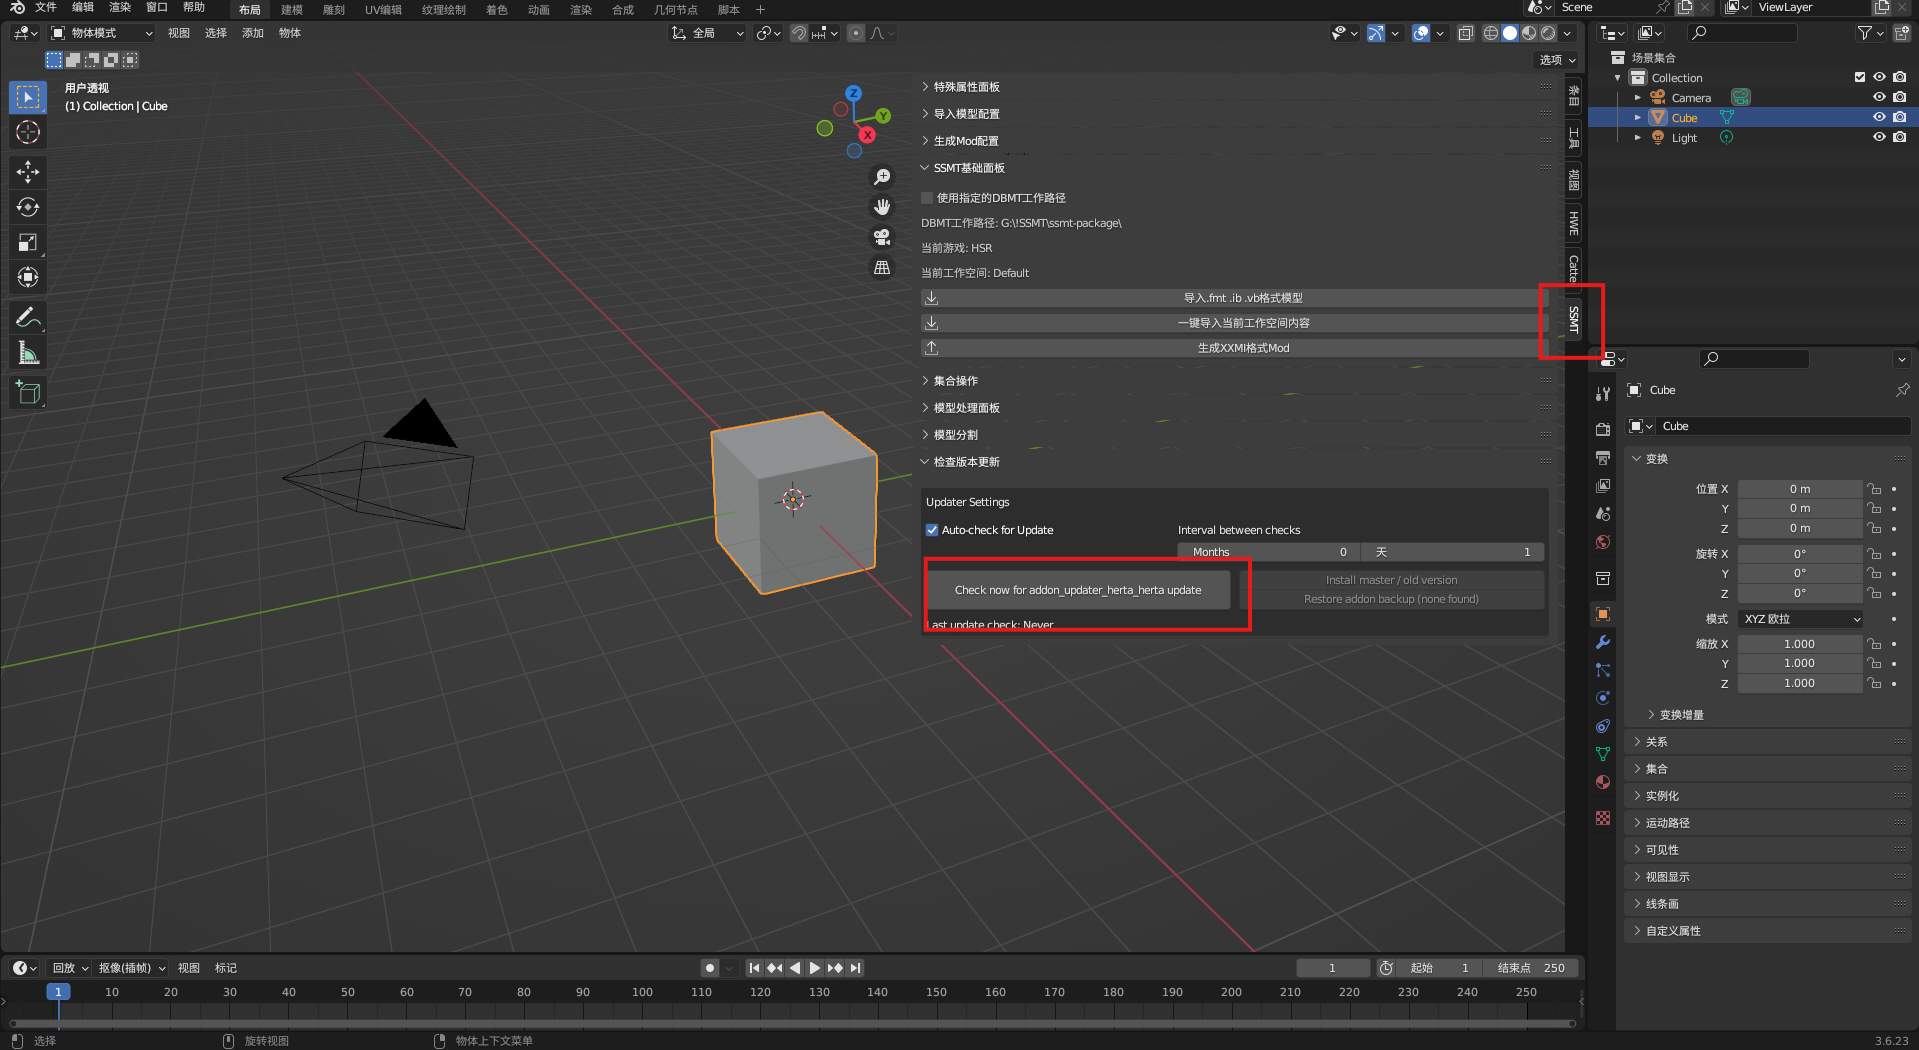 文件 编辑 渲染 窗口 帮助 布局 建模 雕刻 UV编辑 纹理绘制 着色 动画 渲染 合成 几何节点 脚本 + Scene ViewLayer
物体模式 视图 选择 添加 物体 全局
选项
用户透视
(1) Collection | Cube
Z
Y
X
特殊属性面板
导入模型配置
生成Mod配置
SSMT基础面板
使用指定的DBMT工作路径
DBMT工作路径: G:\!SSMT\ssmt-package\
当前游戏: HSR
当前工作空间: Default
导入.fmt .ib .vb格式模型
一键导入当前工作空间内容
生成XXMI格式Mod
集合操作
模型处理面板
模型分割
检查版本更新
Updater Settings
Auto-check for Update Interval between checks
Months 0 天 1
Check now for addon_updater_herta_herta update
Install master / old version
Restore addon backup (none found)
Last update check: Never
条目
工具
视图
HWE
Catte
SSMT
场景集合
Collection
Camera
Cube
Light
Cube
Cube
变换
位置 X 0 m
Y 0 m
Z 0 m
旋转 X 0°
Y 0°
Z 0°
模式 XYZ 欧拉
缩放 X 1.000
Y 1.000
Z 1.000
变换增量
关系
集合
实例化
运动路径
可见性
视图显示
线条画
自定义属性
回放 抠像(插帧) 视图 标记 1 起始 1 结束点 250
1 10 20 30 40 50 60 70 80 90 100 110 120 130 140 150 160 170 180 190 200 210 220 230 240 250
选择 旋转视图 物体上下文菜单 3.6.23